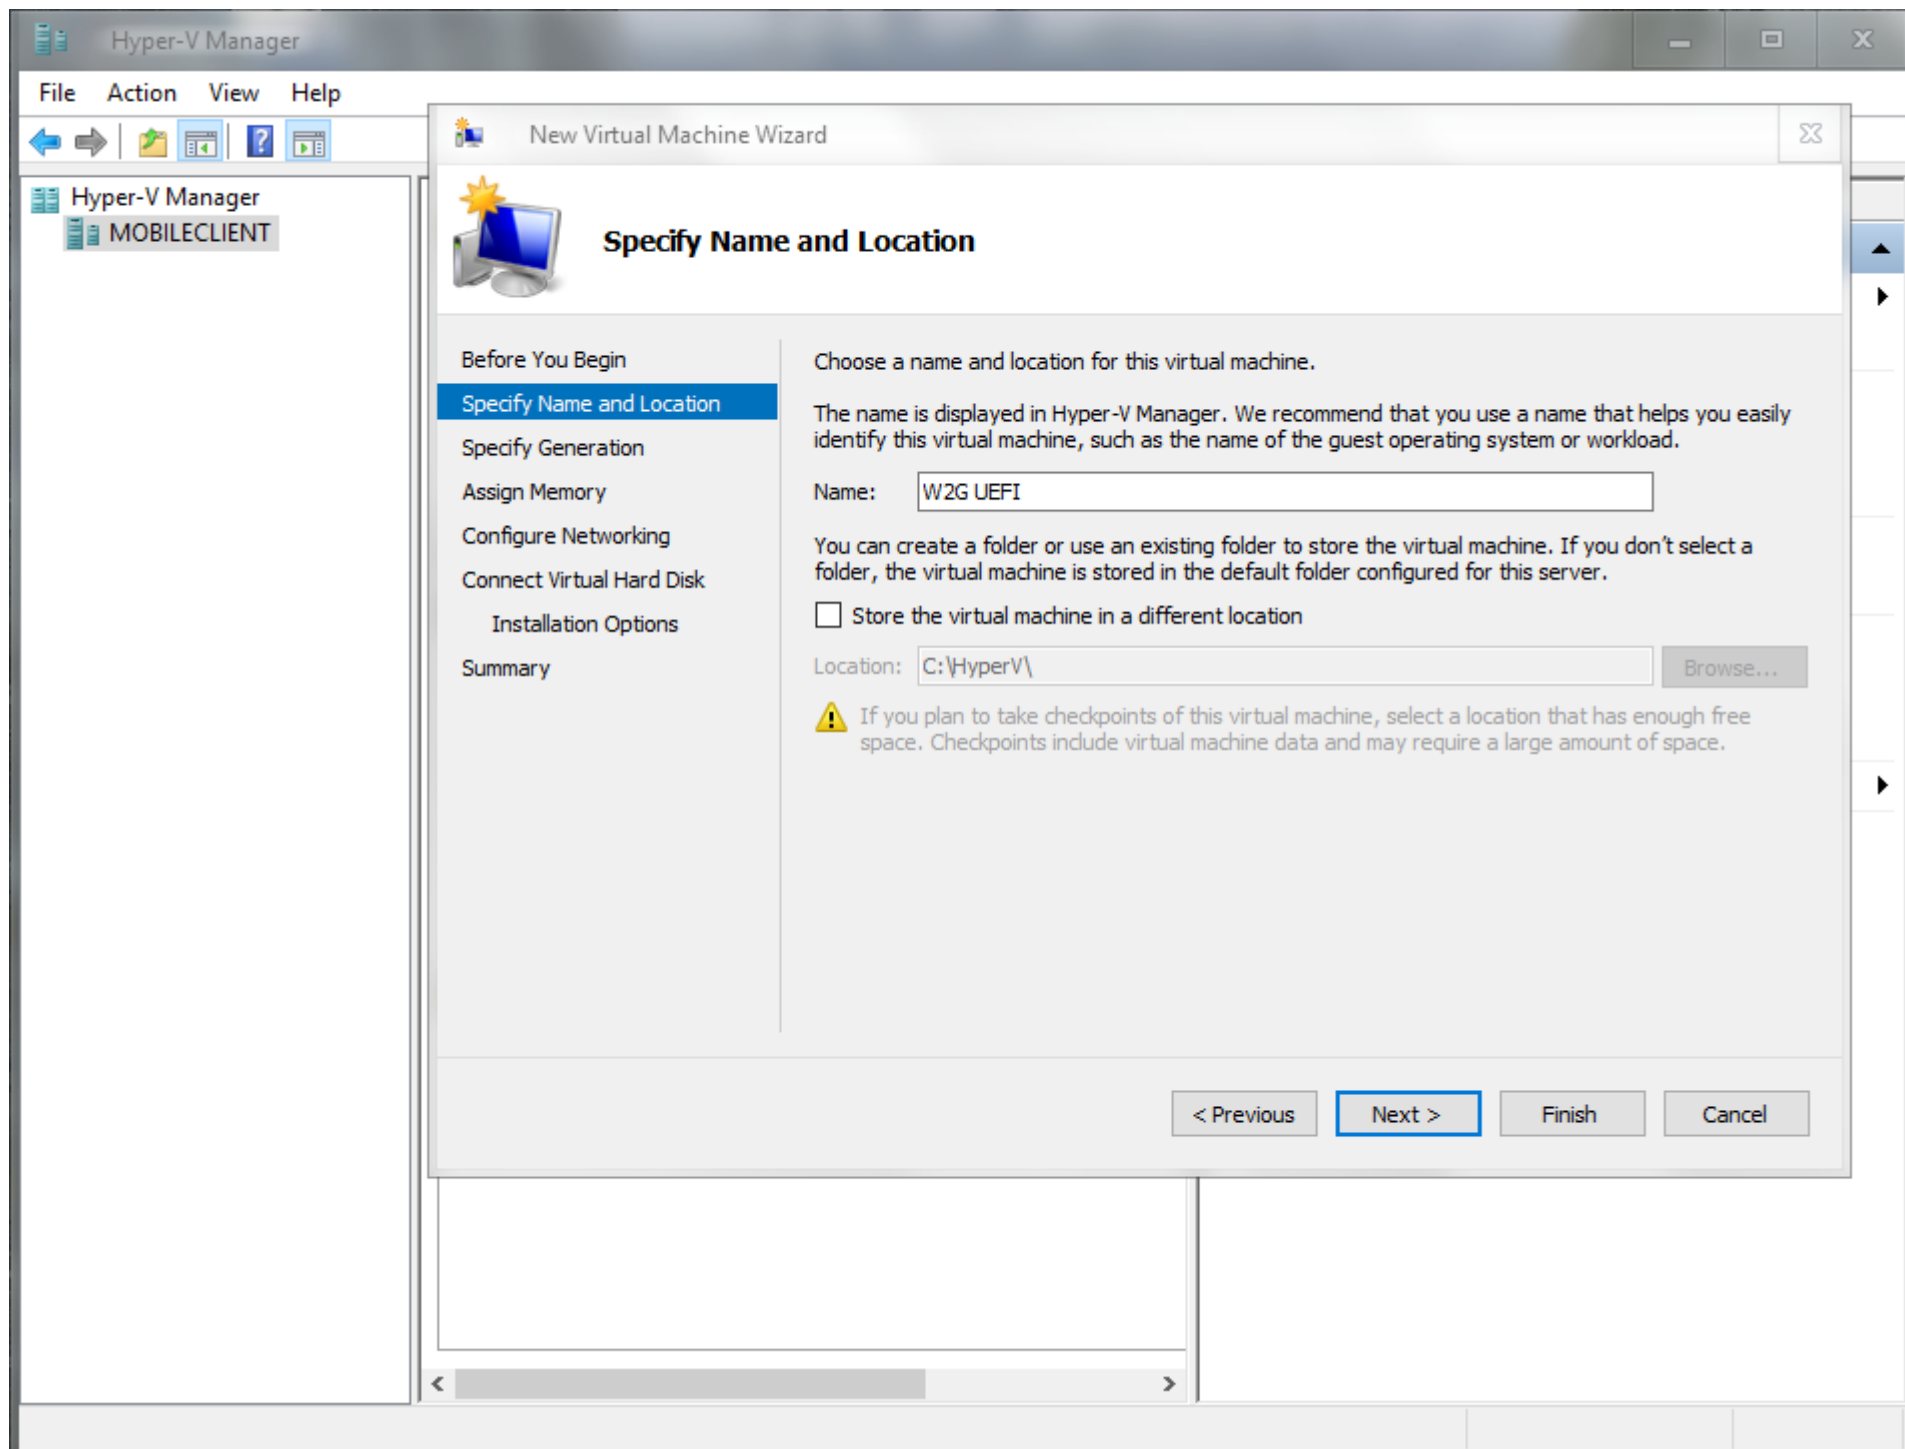 Hyper-V Manager
File Action View Help
Hyper-V Manager
MOBILECLIENT
New Virtual Machine Wizard
Specify Name and Location
Before You Begin
Specify Name and Location
Specify Generation
Assign Memory
Configure Networking
Connect Virtual Hard Disk
Installation Options
Summary
Choose a name and location for this virtual machine.
The name is displayed in Hyper-V Manager. We recommend that you use a name that helps you easily
identify this virtual machine, such as the name of the guest operating system or workload.
Name: W2G UEFI
You can create a folder or use an existing folder to store the virtual machine. If you don't select a
folder, the virtual machine is stored in the default folder configured for this server.
Store the virtual machine in a different location
Location: C:\HyperV\ Browse...
If you plan to take checkpoints of this virtual machine, select a location that has enough free
space. Checkpoints include virtual machine data and may require a large amount of space.
< Previous Next > Finish Cancel